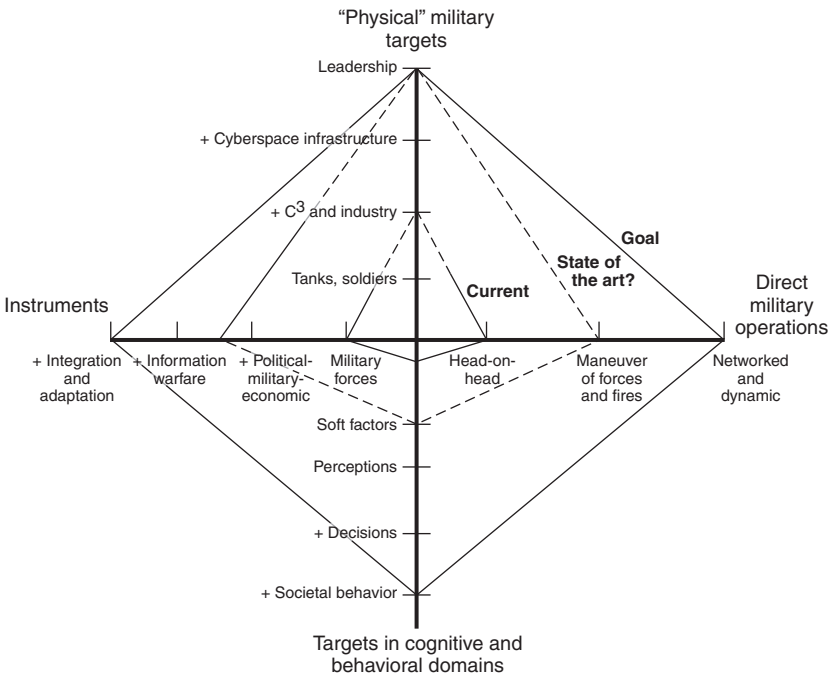 “Physical” military
targets
Leadership
+ Cyberspace infrastructure
+ C3 and industry
Goal
State of
the art?
Tanks, soldiers
Current
Instruments
Direct
military
operations
+ Integration
and
adaptation
+ Information
warfare
+ Political-
military-
economic
Military
forces
Head-on-
head
Maneuver
of forces
and fires
Networked
and
dynamic
Soft factors
Perceptions
+ Decisions
+ Societal behavior
Targets in cognitive and
behavioral domains